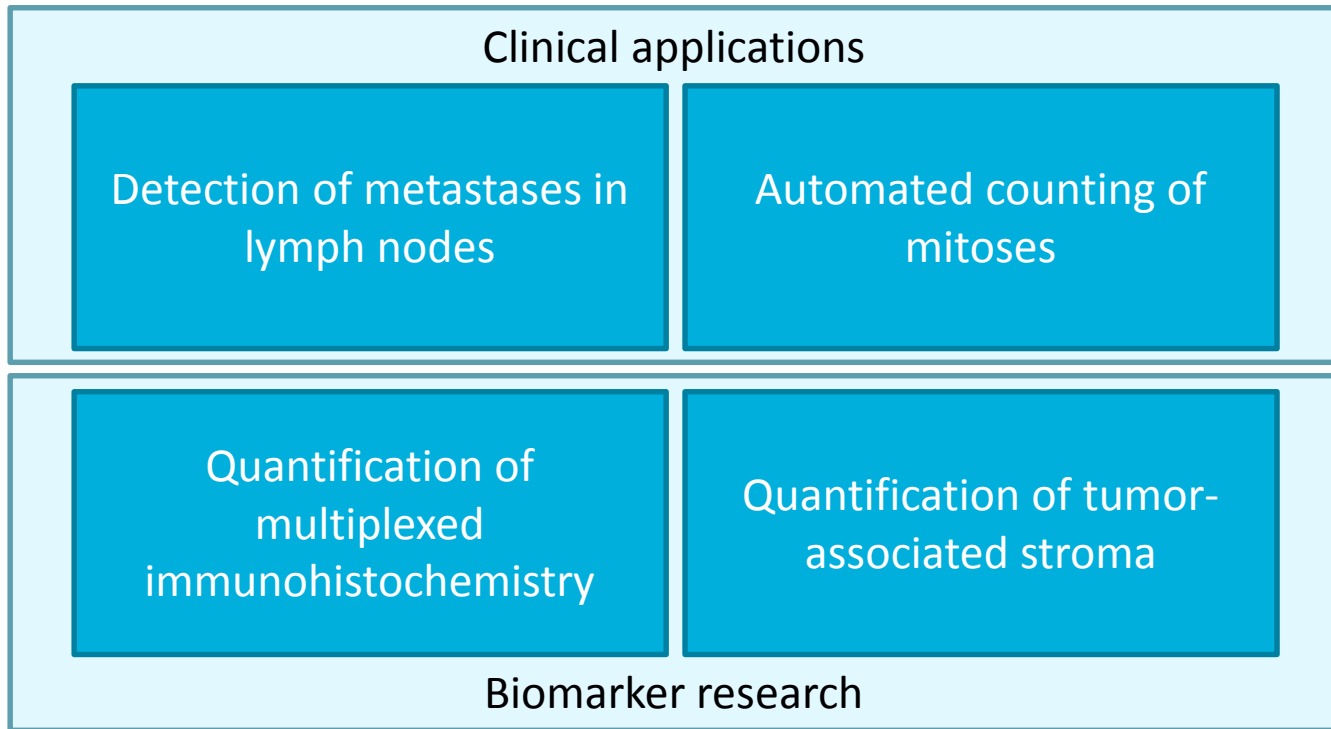 Clinical applications
Detection of metastases in
lymph nodes
Automated counting of
mitoses
Quantification of
multiplexed
immunohistochemistry
Quantification of tumor-
associated stroma
Biomarker research